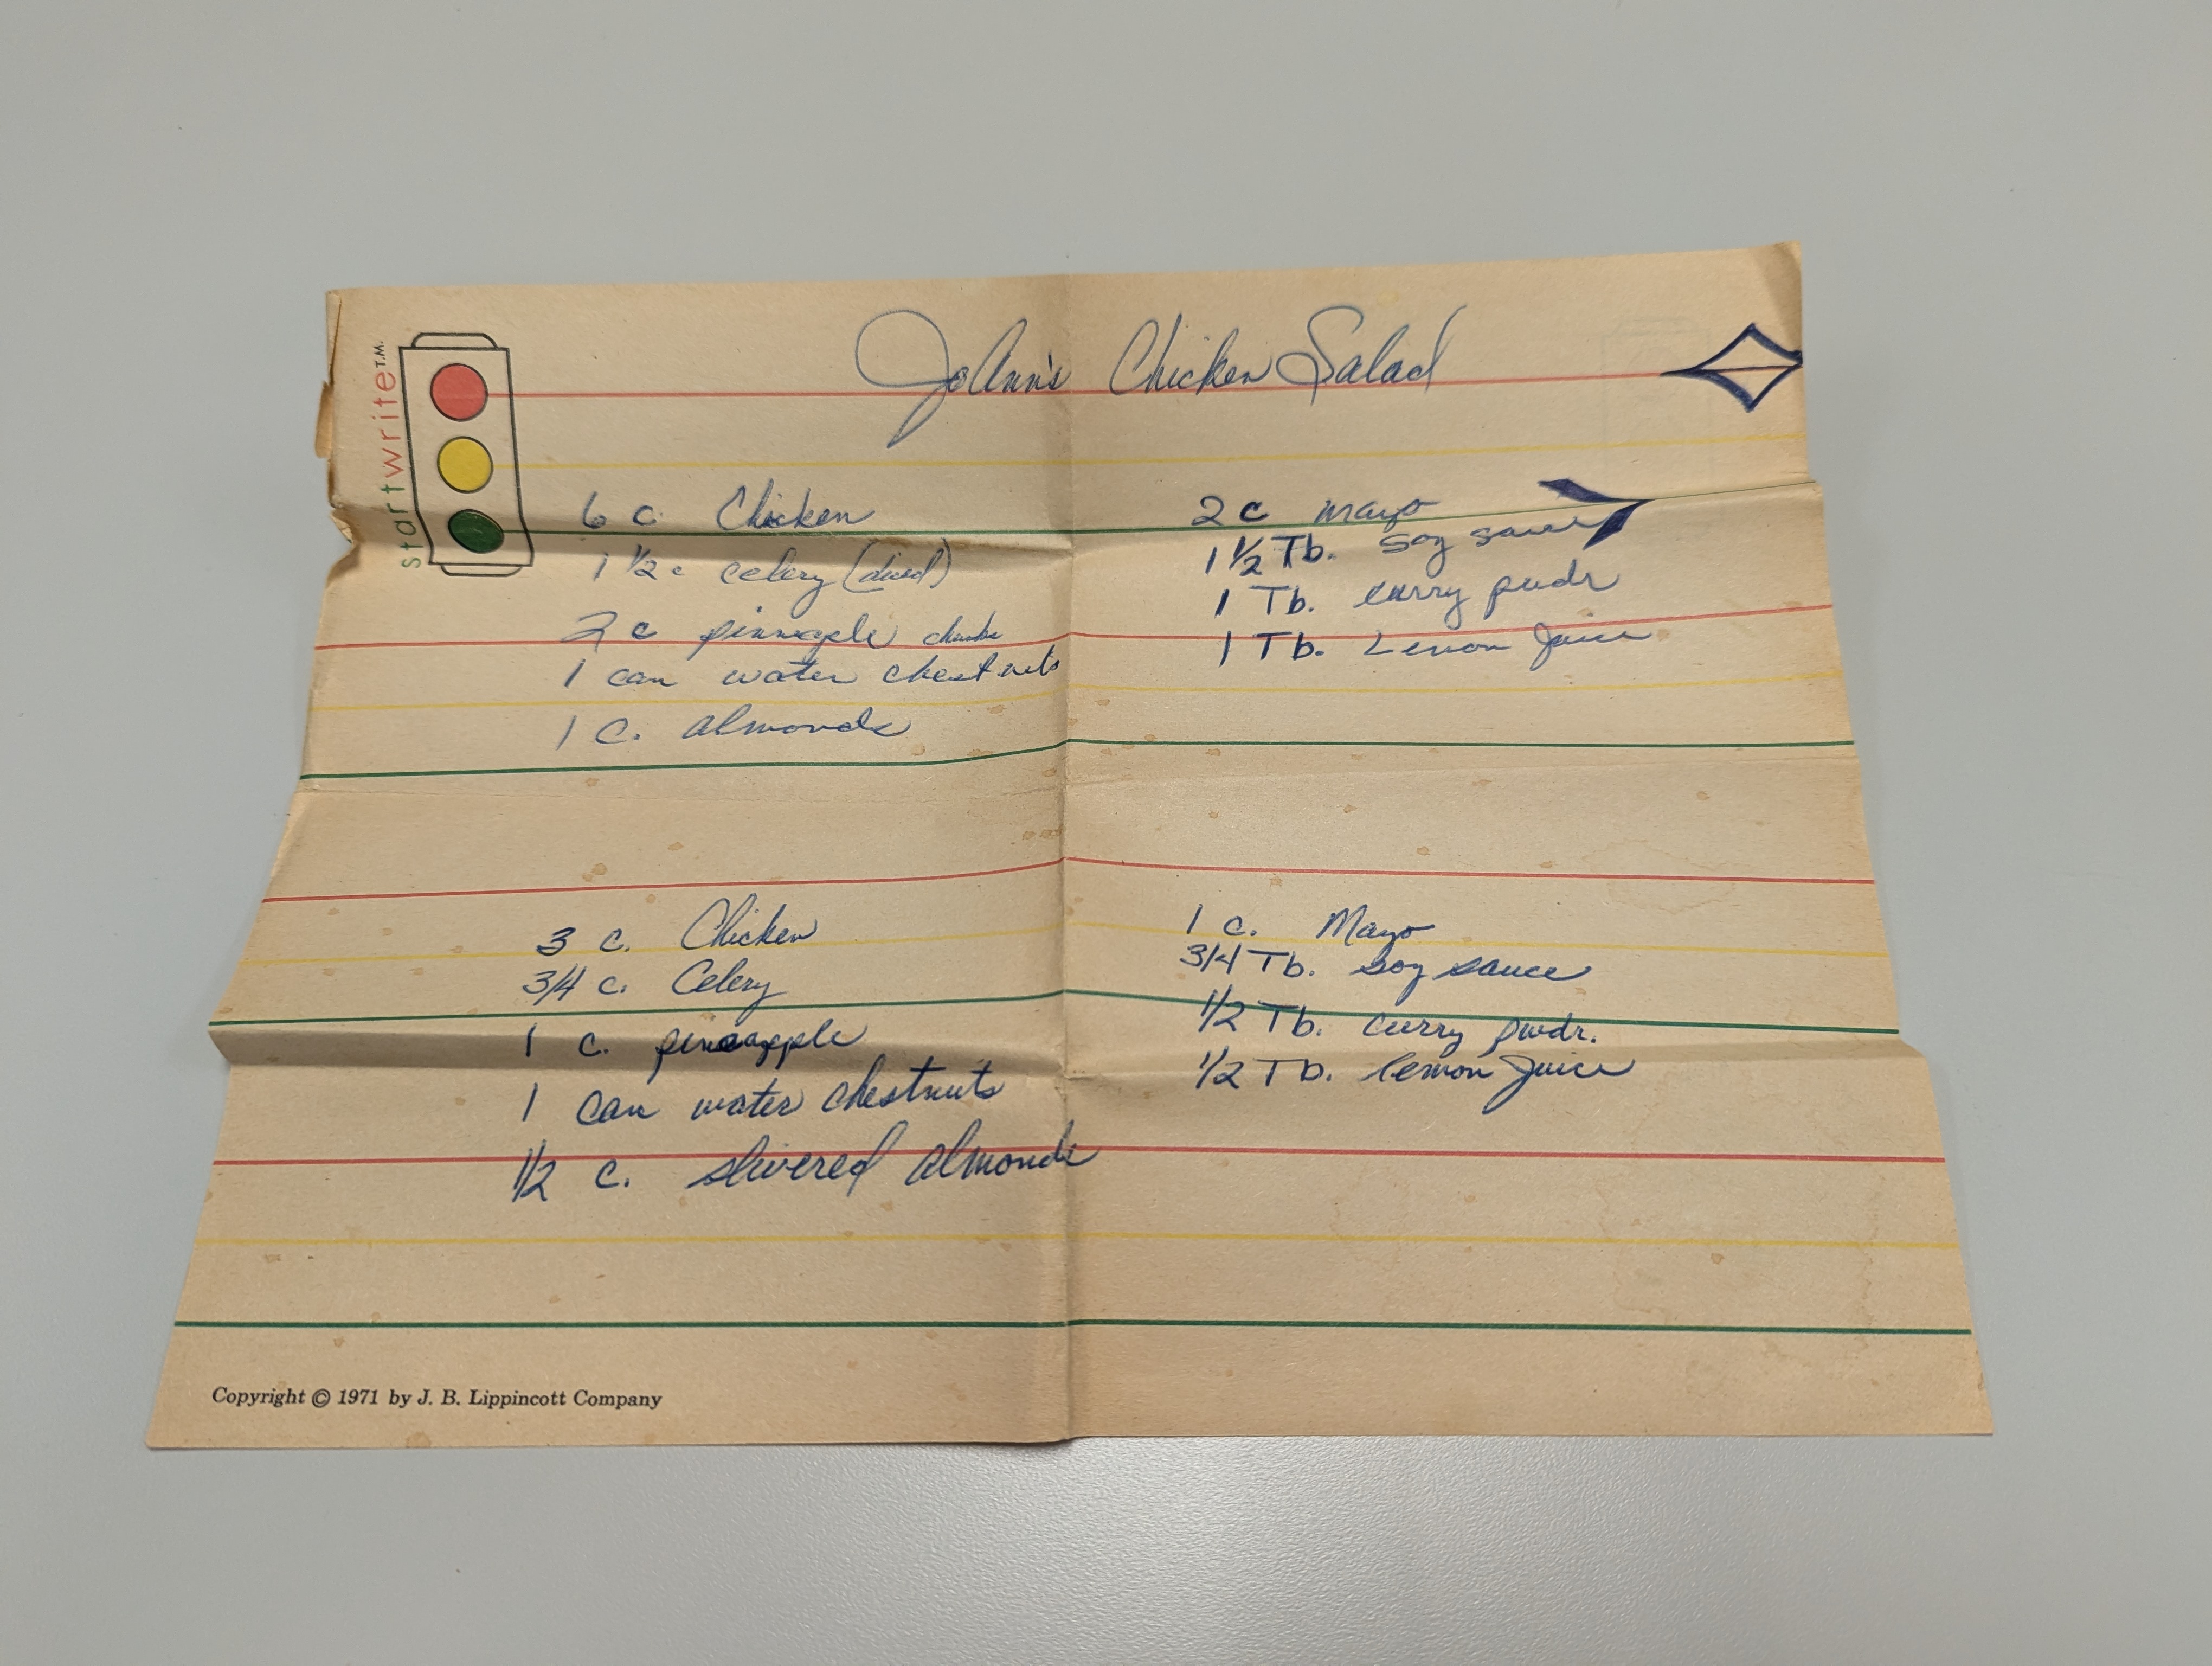 startwrite T.M.
JoAnn's Chicken Salad
6 c. Chicken
1 1/2 c celery (diced)
2 c pinneaple chunks
1 can water chestnuts
1 C. almonds
2 c mayo
1 1/2 Tb. soy sauce
1 Tb. curry pwdr
1 Tb. Lemon Juice
3 c. Chicken
3/4 c. Celery
1 c. pineapple
1 can water chestnuts
1/2 c. slivered almonds
1 c. Mayo
3/4 Tb. soy sauce
1/2 Tb. curry pwdr.
1/2 Tb. lemon Juice
Copyright © 1971 by J. B. Lippincott Company